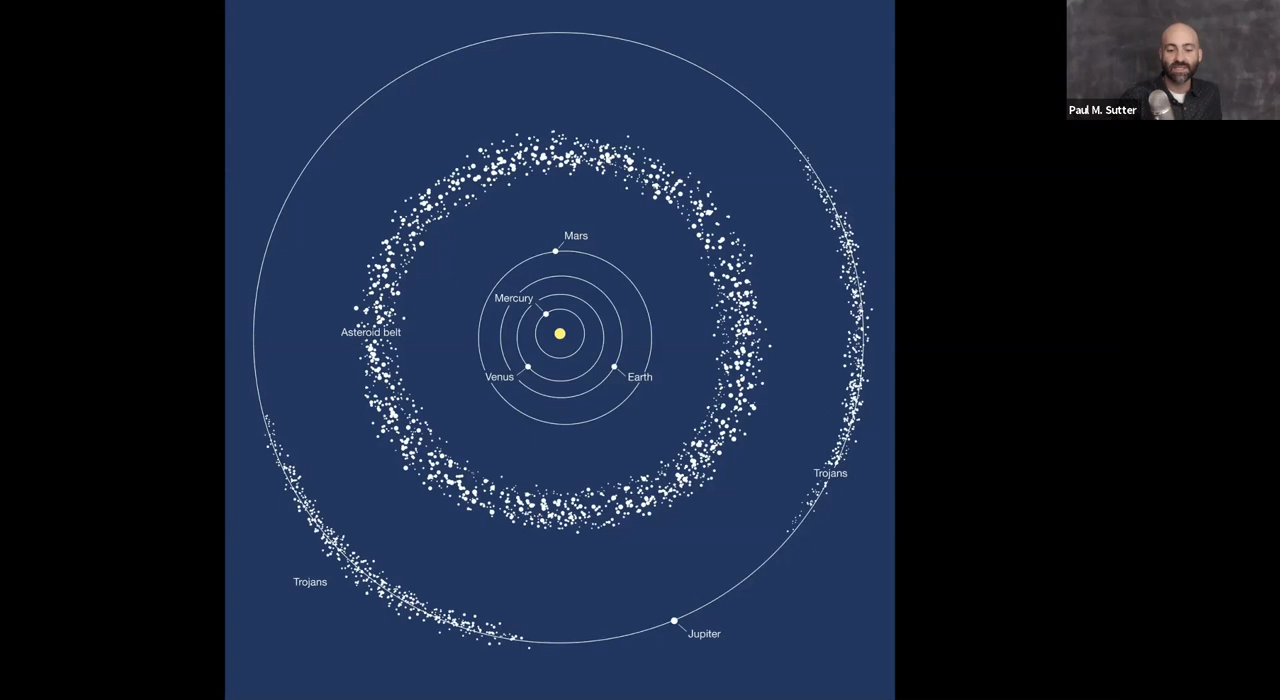 Paul M. Sutter
Mars
Mercury
Asteroid belt
Venus
Earth
Trojans
Trojans
Jupiter